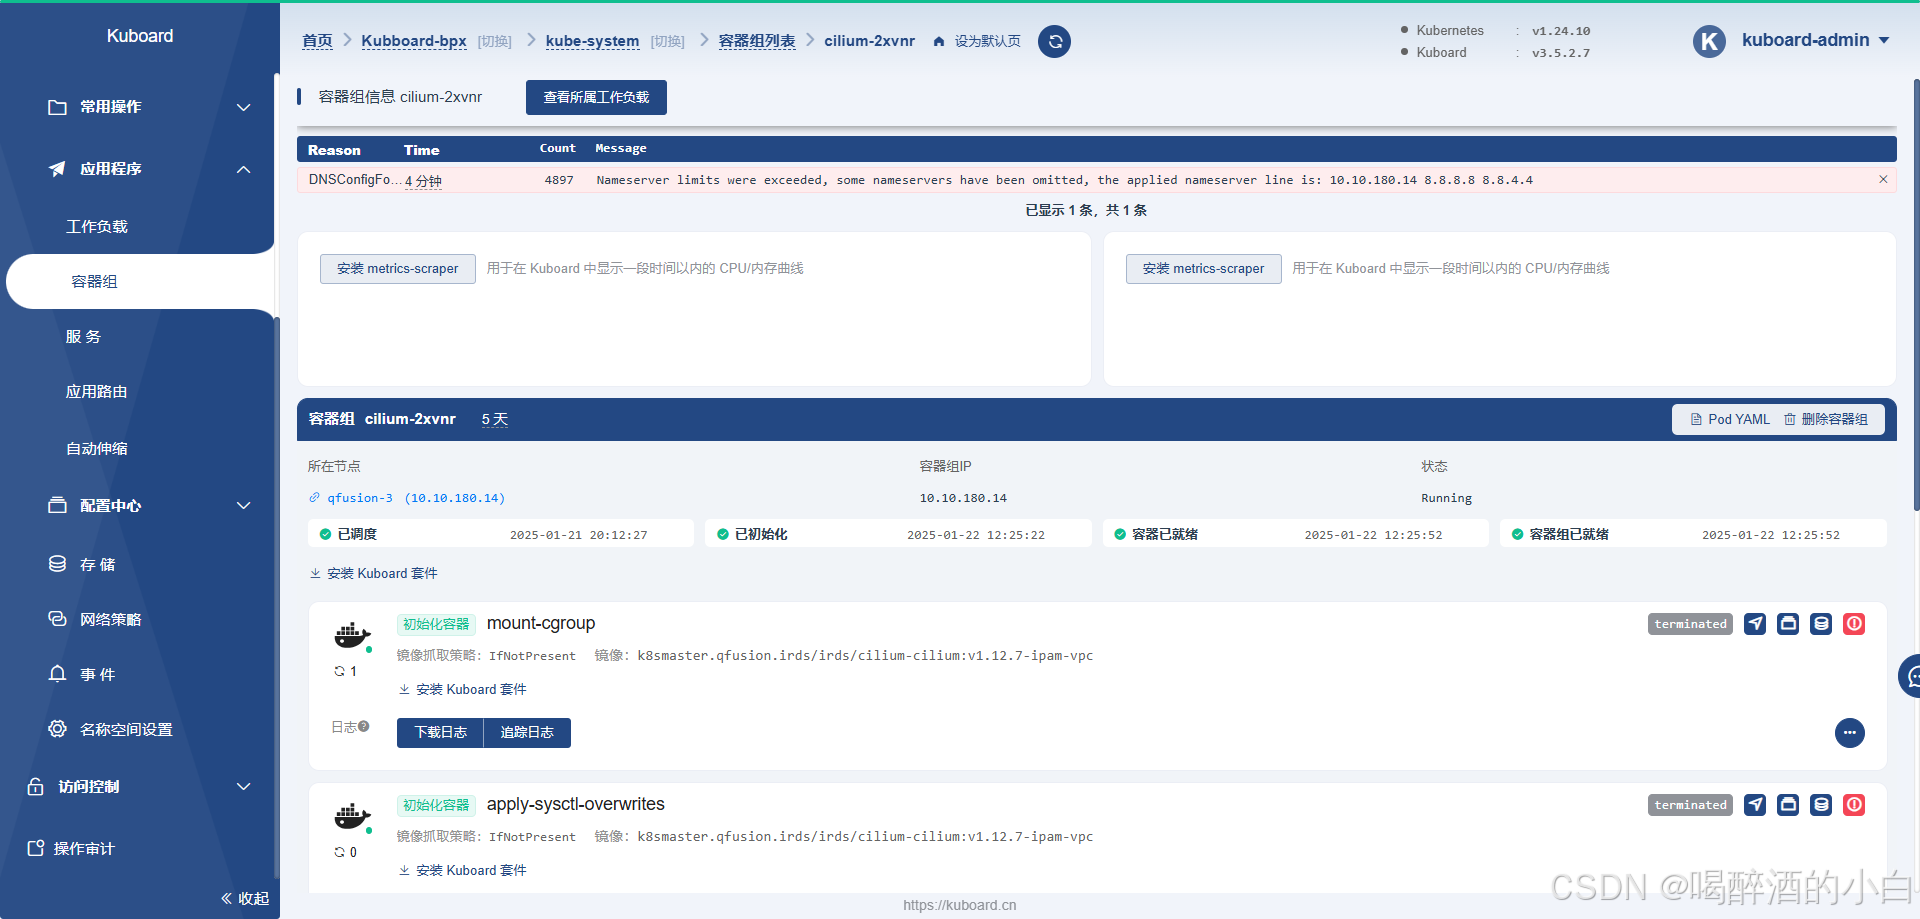 Kuboard
首页 Kubboard-bpx [切换] kube-system [切换] 容器组列表 cilium-2xvnr 设为默认页
Kubernetes : v1.24.10
Kuboard : v3.5.2.7
K kuboard-admin
常用操作
应用程序
工作负载
容器组
服 务
应用路由
自动伸缩
配置中心
存 储
网络策略
事 件
名称空间设置
访问控制
操作审计
收起
容器组信息 cilium-2xvnr 查看所属工作负载
Reason Time Count Message
DNSConfigFo... 4 分钟 4897 Nameserver limits were exceeded, some nameservers have been omitted, the applied nameserver line is: 10.10.180.14 8.8.8.8 8.8.4.4
已显示 1 条，共 1 条
安装 metrics-scraper 用于在 Kuboard 中显示一段时间以内的 CPU/内存曲线
安装 metrics-scraper 用于在 Kuboard 中显示一段时间以内的 CPU/内存曲线
容器组 cilium-2xvnr 5 天 Pod YAML 删除容器组
所在节点 容器组IP 状态
qfusion-3 (10.10.180.14) 10.10.180.14 Running
已调度 2025-01-21 20:12:27 已初始化 2025-01-22 12:25:22 容器已就绪 2025-01-22 12:25:52 容器组已就绪 2025-01-22 12:25:52
安装 Kuboard 套件
初始化容器 mount-cgroup terminated
镜像抓取策略: IfNotPresent 镜像: k8smaster.qfusion.irds/irds/cilium-cilium:v1.12.7-ipam-vpc
1
安装 Kuboard 套件
日志 下载日志 追踪日志
初始化容器 apply-sysctl-overwrites terminated
镜像抓取策略: IfNotPresent 镜像: k8smaster.qfusion.irds/irds/cilium-cilium:v1.12.7-ipam-vpc
0
安装 Kuboard 套件
https://kuboard.cn
CSDN @喝醉酒的小白